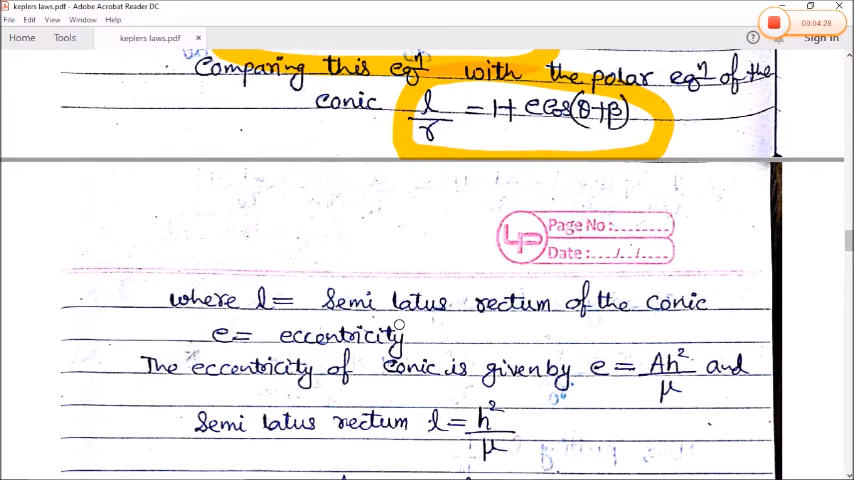 keplers laws.pdf - Adobe Acrobat Reader DC
File Edit View Window Help
00:04:28
Home Tools keplers laws.pdf × Sign In
Comparing this eqⁿ with the polar eqⁿ of the
conic l/r = 1+ e cos(θ+β)
Page No :........
LP
Date : ..../..../....
where l = Semi latus rectum of the conic
e = eccentricity
The eccentricity of conic is given by e = Ah²/μ and
Semi latus rectum l = h²/μ